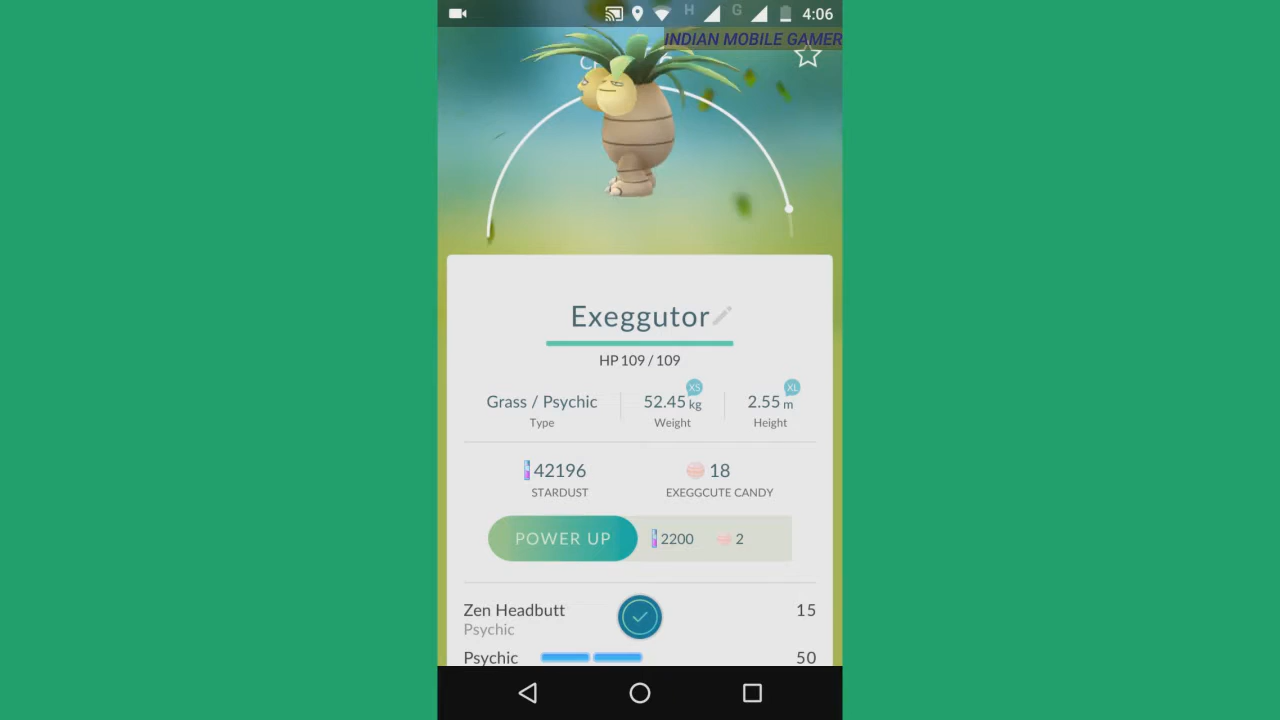 H G 4:06
INDIAN MOBILE GAMER
Exeggutor
HP 109 / 109
XS XL
Grass / Psychic 52.45 kg 2.55 m
Type Weight Height
42196 18
STARDUST EXEGGCUTE CANDY
POWER UP 2200 2
Zen Headbutt 15
Psychic
Psychic 50